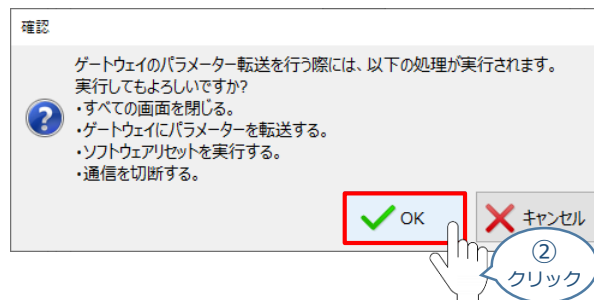 確認
ゲートウェイのパラメーター転送を行う際には、以下の処理が実行されます。
実行してもよろしいですか?
・すべての画面を閉じる。
・ゲートウェイにパラメーターを転送する。
・ソフトウェアリセットを実行する。
・通信を切断する。
OK
キャンセル
②
クリック